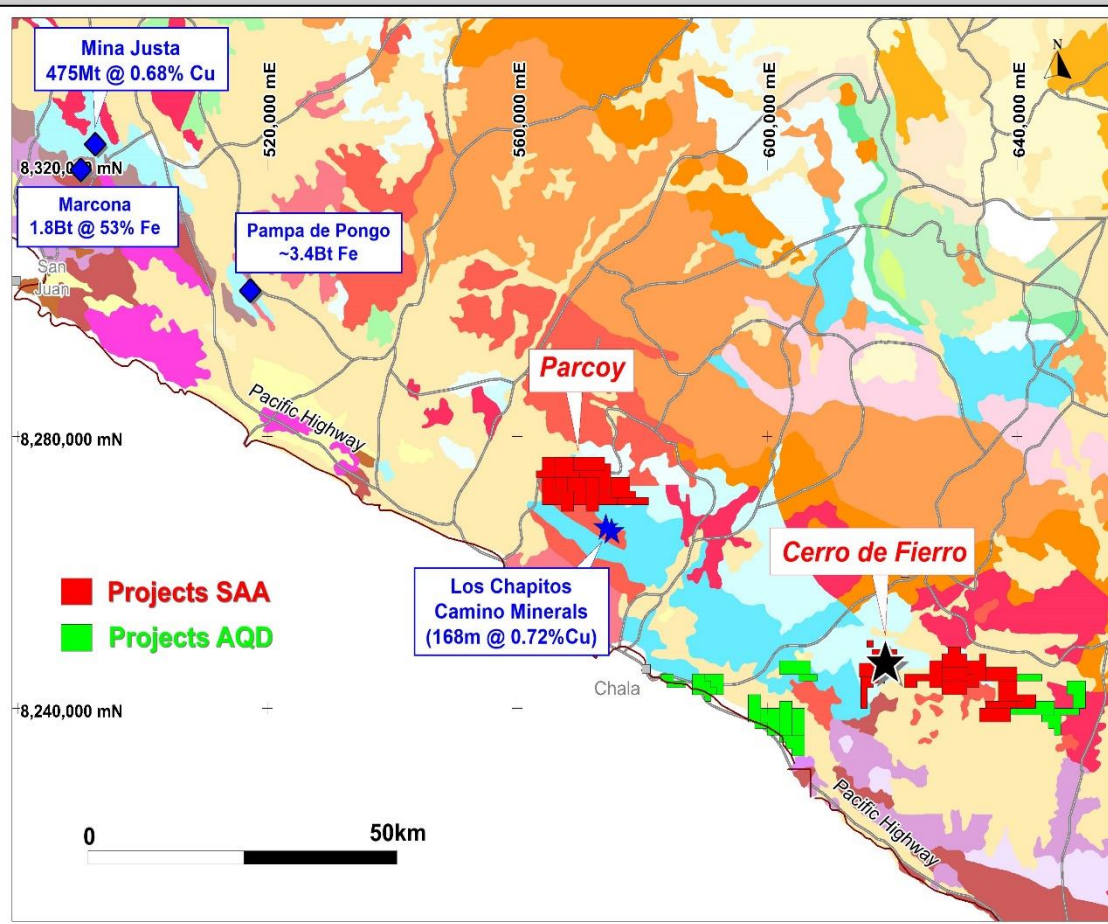 Mina Justa
475Mt @ 0.68% Cu
520,000 mE
560,000 mE
600,000 mE
640,000 mE
N
8,320,000 mN
Marcona
1.8Bt @ 53% Fe
Pampa de Pongo
~3.4Bt Fe
San
Juan
Parcoy
Pacific Highway
8,280,000 mN
Cerro de Fierro
Los Chapitos
Camino Minerals
(168m @ 0.72%Cu)
Projects SAA
Projects AQD
Chala
8,240,000 mN
Pacific Highway
0
50km